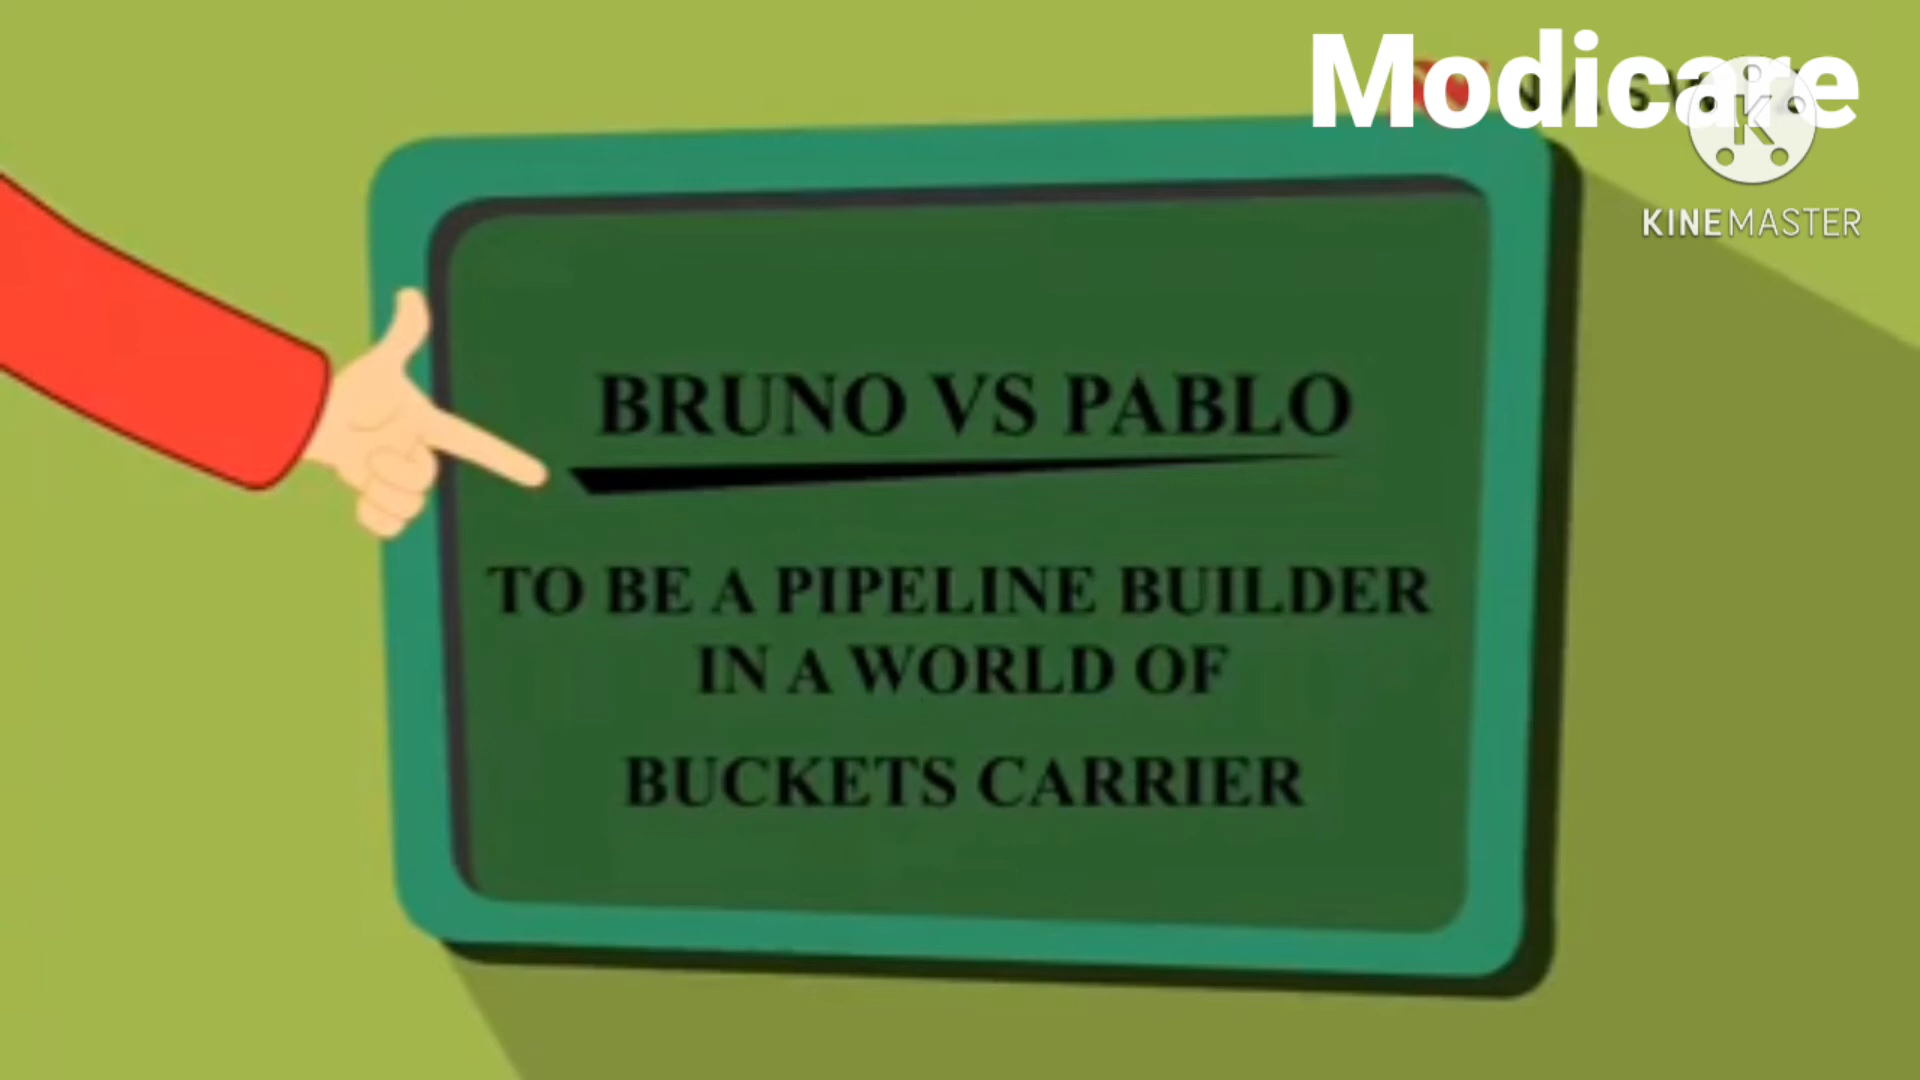 Modicare
KINEMASTER
BRUNO VS PABLO
TO BE A PIPELINE BUILDER
IN A WORLD OF
BUCKETS CARRIER